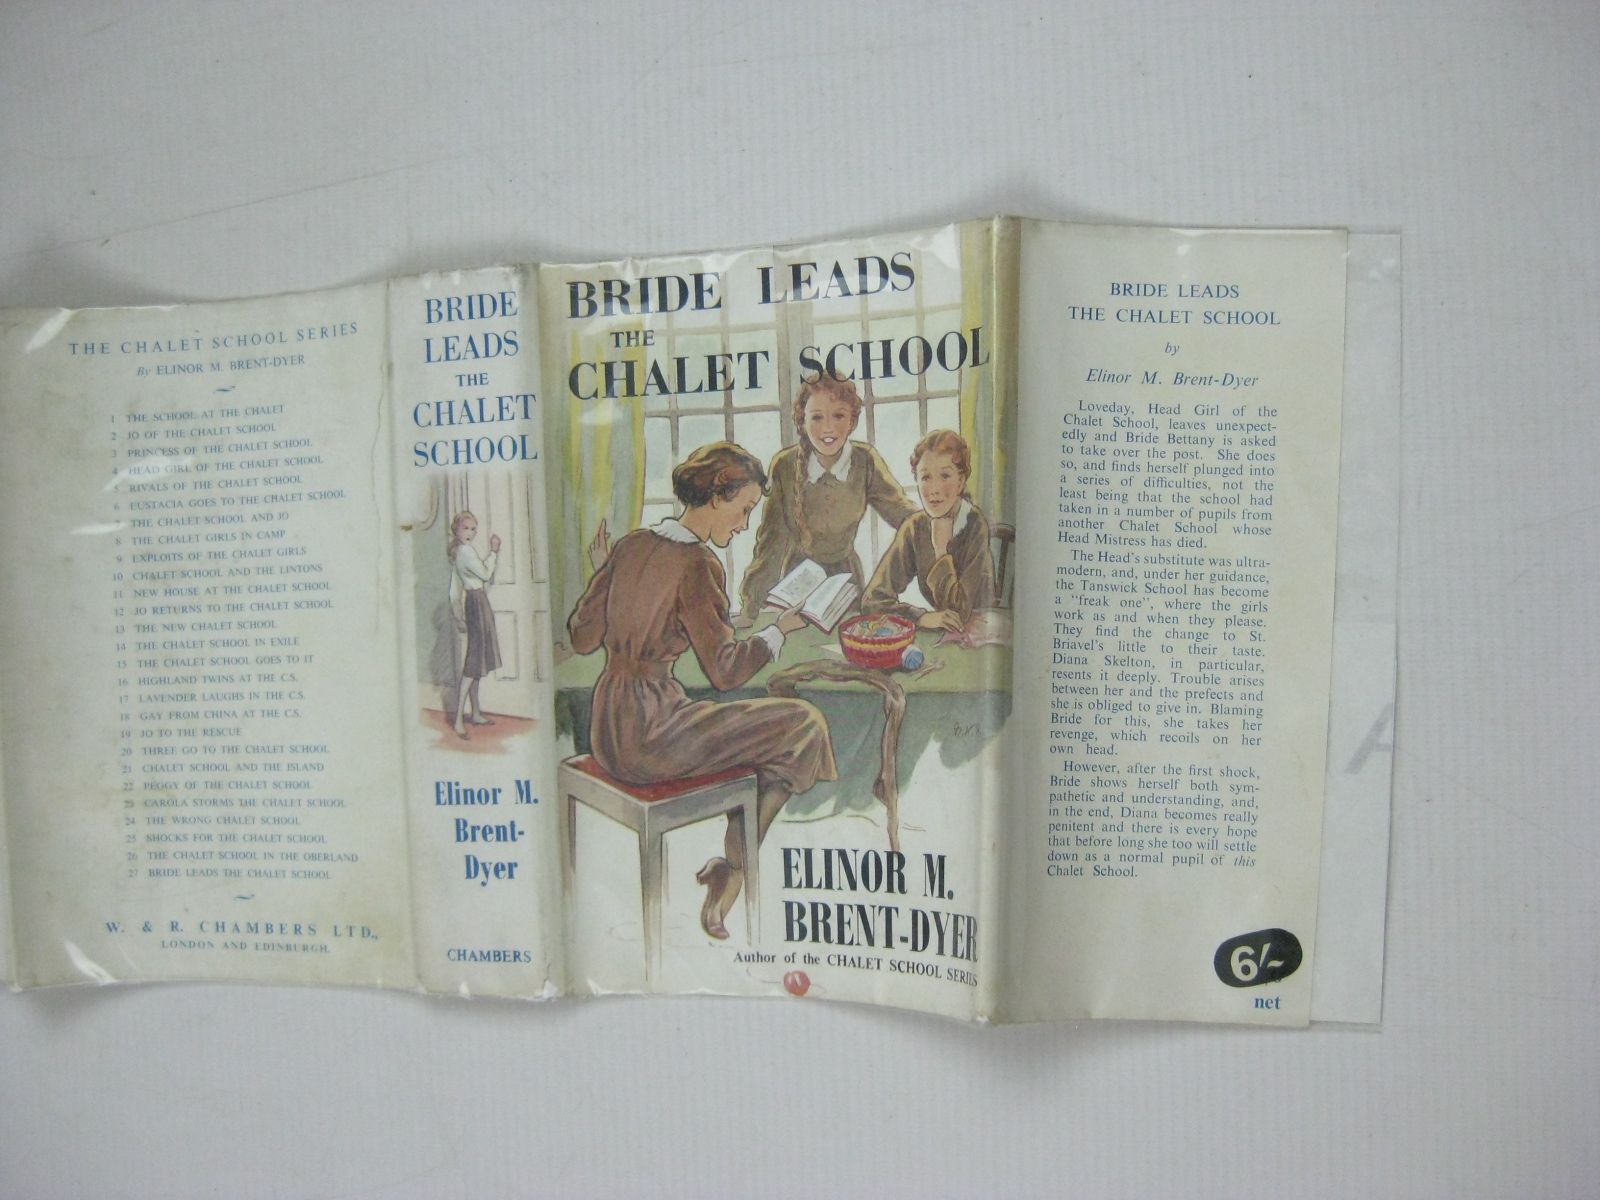 THE CHALET SCHOOL SERIES
By ELINOR M. BRENT-DYER
1 THE SCHOOL AT THE CHALET
2 JO OF THE CHALET SCHOOL
3 PRINCESS OF THE CHALET SCHOOL
4 HEAD GIRL OF THE CHALET SCHOOL
5 RIVALS OF THE CHALET SCHOOL
6 EUSTACIA GOES TO THE CHALET SCHOOL
7 THE CHALET SCHOOL AND JO
8 THE CHALET GIRLS IN CAMP
9 EXPLOITS OF THE CHALET GIRLS
10 CHALET SCHOOL AND THE LINTONS
11 NEW HOUSE AT THE CHALET SCHOOL
12 JO RETURNS TO THE CHALET SCHOOL
13 THE NEW CHALET SCHOOL
14 THE CHALET SCHOOL IN EXILE
15 THE CHALET SCHOOL GOES TO IT
16 HIGHLAND TWINS AT THE C.S.
17 LAVENDER LAUGHS IN THE C.S.
18 GAY FROM CHINA AT THE C.S.
19 JO TO THE RESCUE
20 THREE GO TO THE CHALET SCHOOL
21 CHALET SCHOOL AND THE ISLAND
22 PEGGY OF THE CHALET SCHOOL
23 CAROLA STORMS THE CHALET SCHOOL
24 THE WRONG CHALET SCHOOL
25 SHOCKS FOR THE CHALET SCHOOL
26 THE CHALET SCHOOL IN THE OBERLAND
27 BRIDE LEADS THE CHALET SCHOOL
W. & R. CHAMBERS LTD.,
LONDON AND EDINBURGH.
BRIDE
LEADS
THE
CHALET
SCHOOL
Elinor M.
Brent-
Dyer
CHAMBERS
BRIDE LEADS
THE
CHALET SCHOOL
ELINOR M.
BRENT-DYER
Author of the CHALET SCHOOL SERIES
BRIDE LEADS
THE CHALET SCHOOL
by
Elinor M. Brent-Dyer
Loveday, Head Girl of the
Chalet School, leaves unexpect-
edly and Bride Bettany is asked
to take over the post. She does
so, and finds herself plunged into
a series of difficulties, not the
least being that the school had
taken in a number of pupils from
another Chalet School whose
Head Mistress has died.
The Head's substitute was ultra-
modern, and, under her guidance,
the Tanswick School has become
a "freak one", where the girls
work as and when they please.
They find the change to St.
Briavel's little to their taste.
Diana Skelton, in particular,
resents it deeply. Trouble arises
between her and the prefects and
she is obliged to give in. Blaming
Bride for this, she takes her
revenge, which recoils on her
own head.
However, after the first shock,
Bride shows herself both sym-
pathetic and understanding, and,
in the end, Diana becomes really
penitent and there is every hope
that before long she too will settle
down as a normal pupil of this
Chalet School.
6/-
net